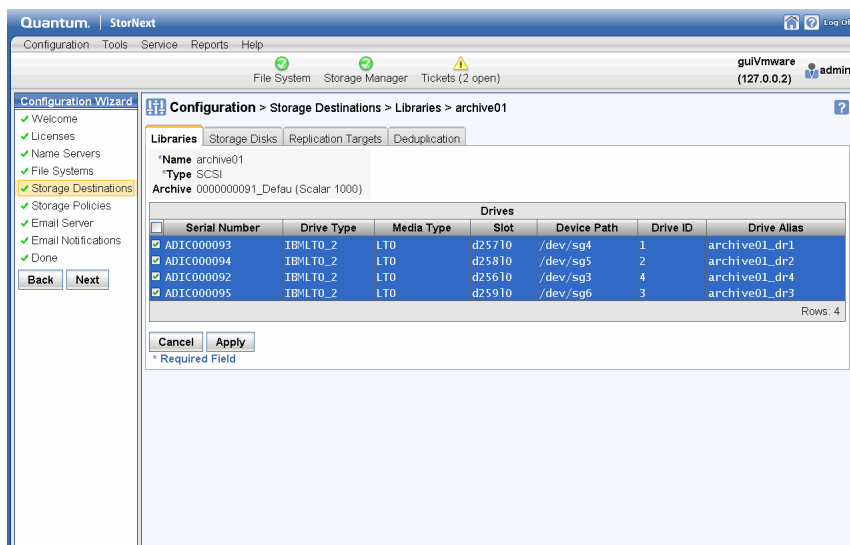 Quantum. | StorNext
Log Of
Configuration Tools Service Reports Help
File System Storage Manager Tickets (2 open)
guiVmware
(127.0.0.2)
admin
Configuration Wizard
Welcome
Licenses
Name Servers
File Systems
Storage Destinations
Storage Policies
Email Server
Email Notifications
Done
Back Next
Configuration > Storage Destinations > Libraries > archive01
?
Libraries Storage Disks Replication Targets Deduplication
*Name archive01
*Type SCSI
Archive 0000000091_Defau (Scalar 1000)
Drives
Serial Number Drive Type Media Type Slot Device Path Drive ID Drive Alias
ADIC000093 IBMLTO_2 LTO d257l0 /dev/sg4 1 archive01_dr1
ADIC000094 IBMLTO_2 LTO d258l0 /dev/sg5 2 archive01_dr2
ADIC000092 IBMLTO_2 LTO d256l0 /dev/sg3 4 archive01_dr4
ADIC000095 IBMLTO_2 LTO d259l0 /dev/sg6 3 archive01_dr3
Rows: 4
Cancel Apply
* Required Field